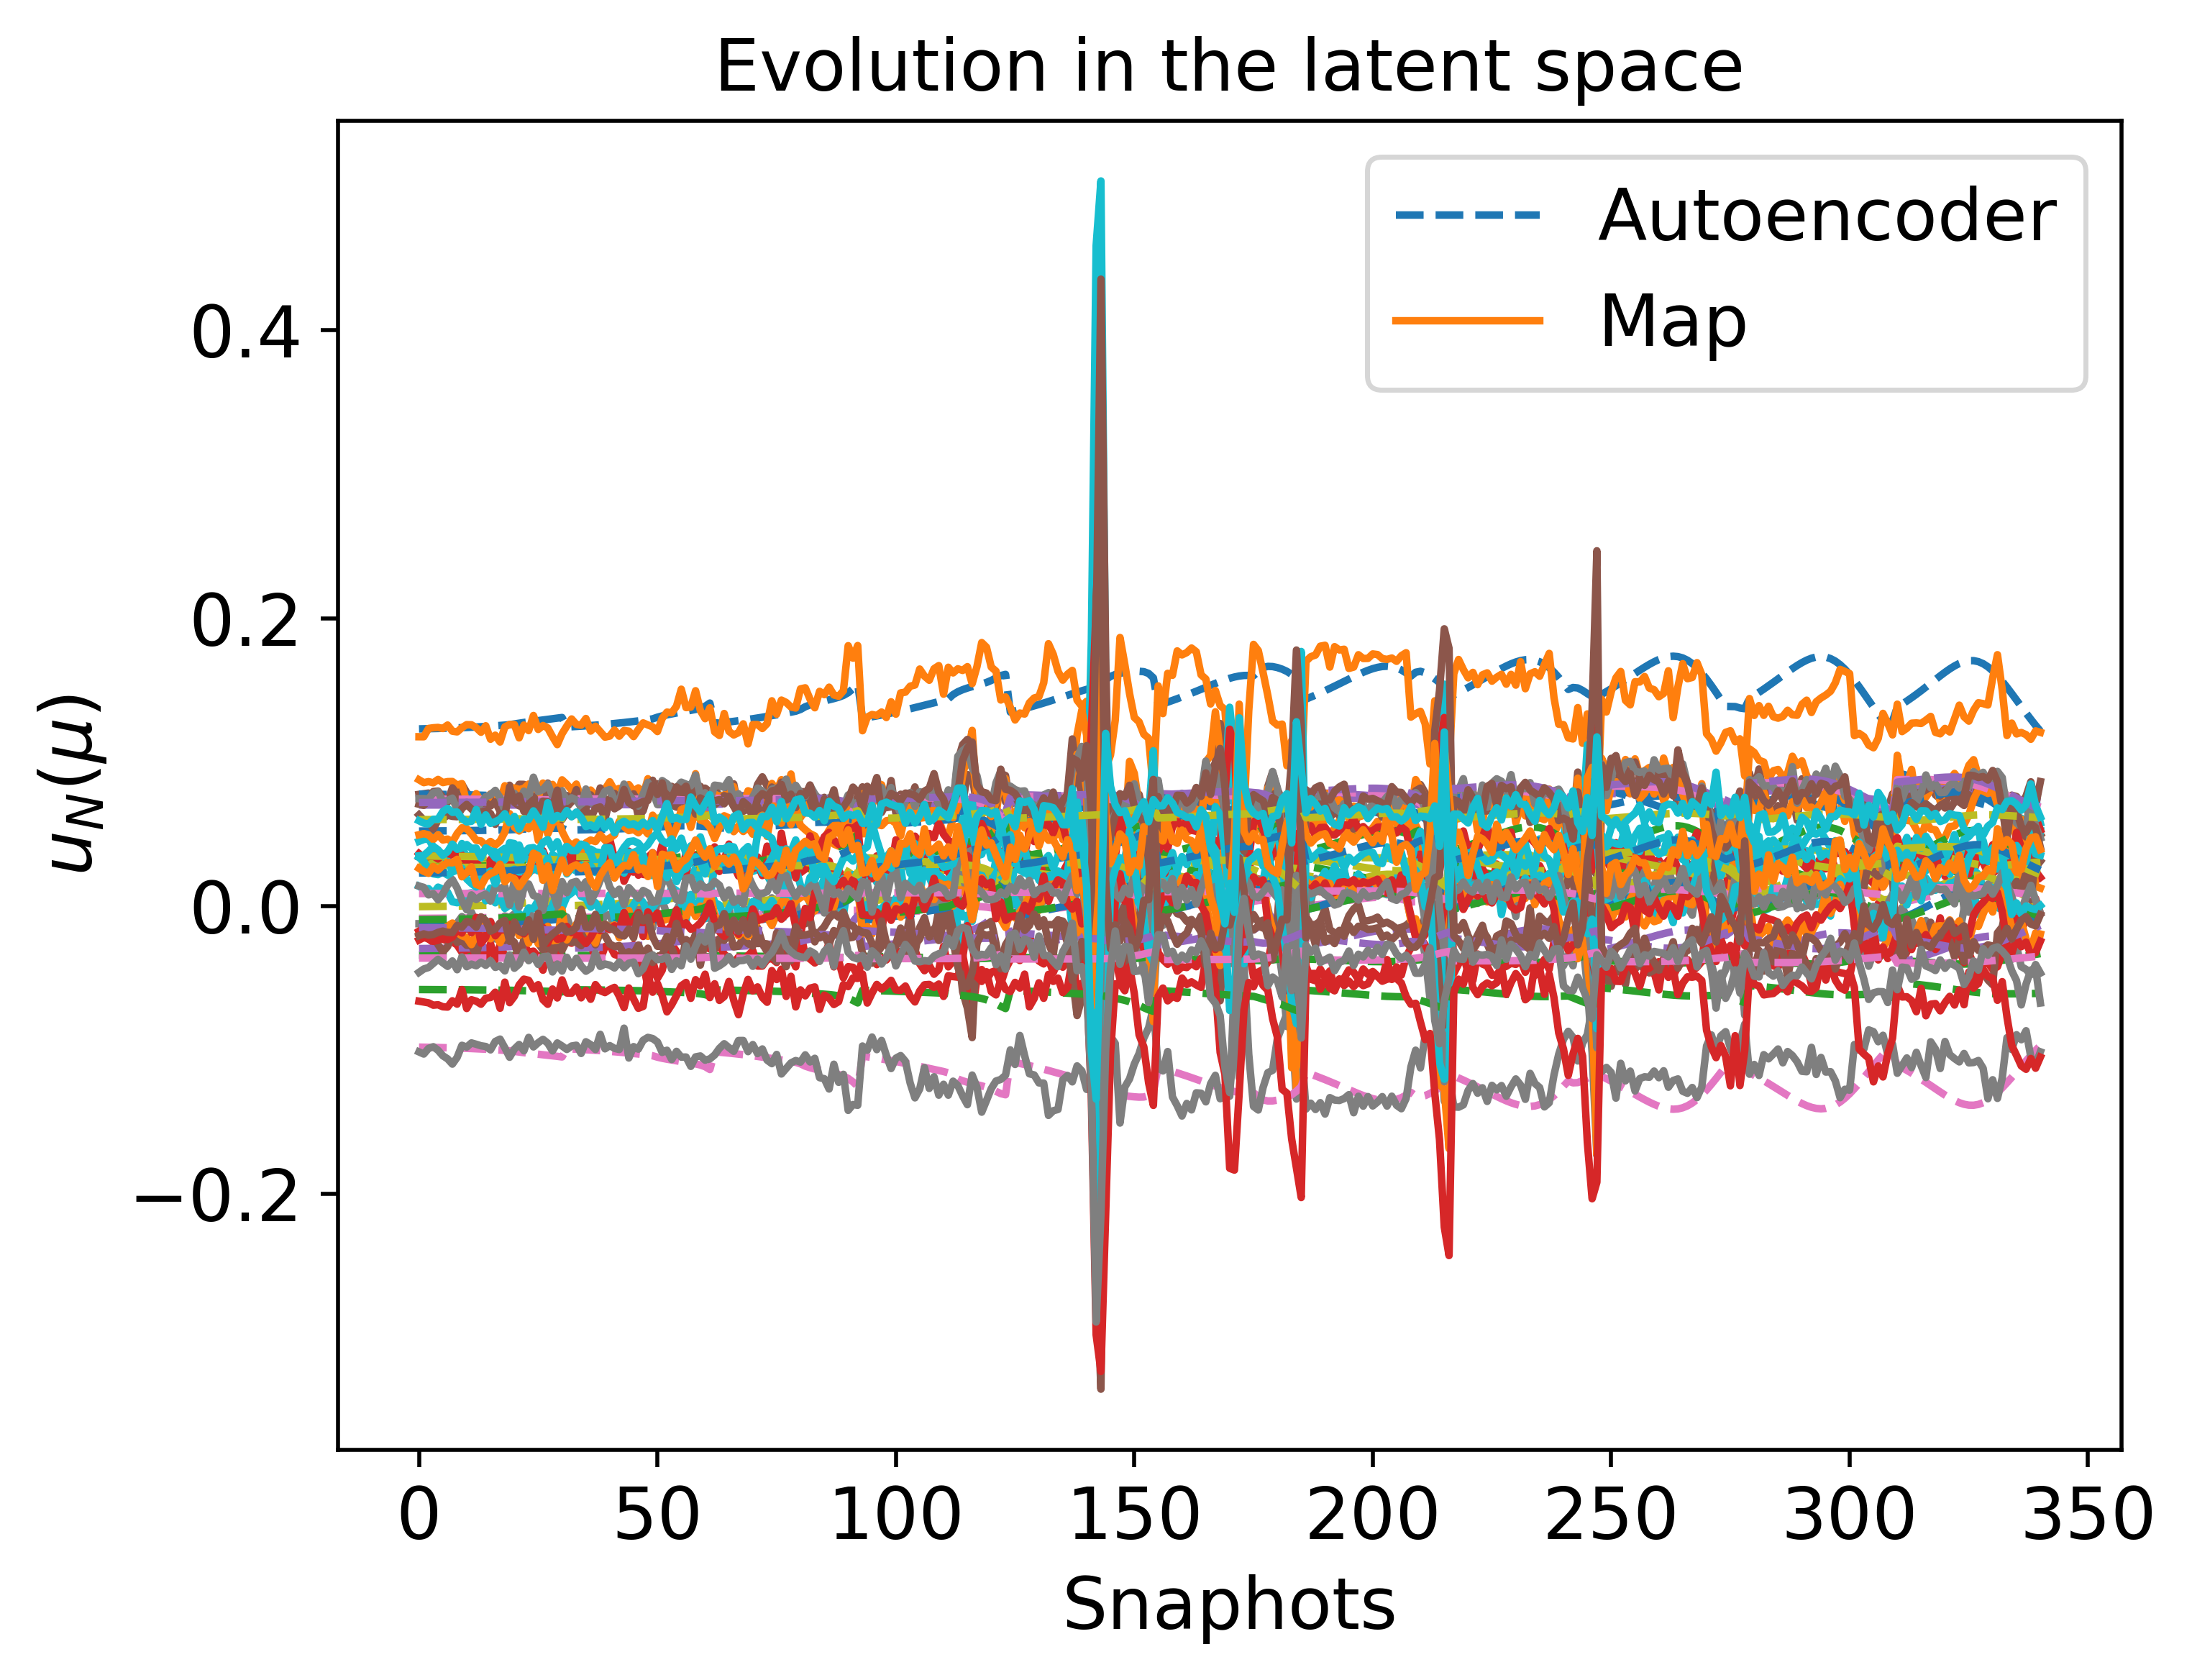 Evolution in the latent space
Autoencoder
Map
0.4
0.2
0.0
−0.2
u_N(μ)
0 50 100 150 200 250 300 350
Snaphots